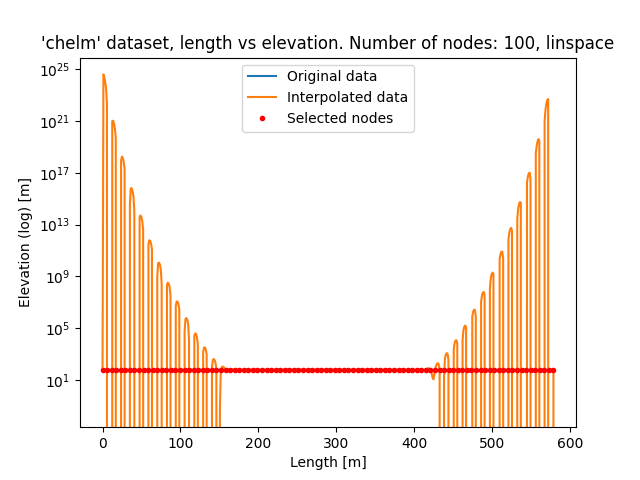 'chelm' dataset, length vs elevation. Number of nodes: 100, linspace
Original data
Interpolated data
Selected nodes
Elevation (log) [m]
10^25
10^21
10^17
10^13
10^9
10^5
10^1
0 100 200 300 400 500 600
Length [m]